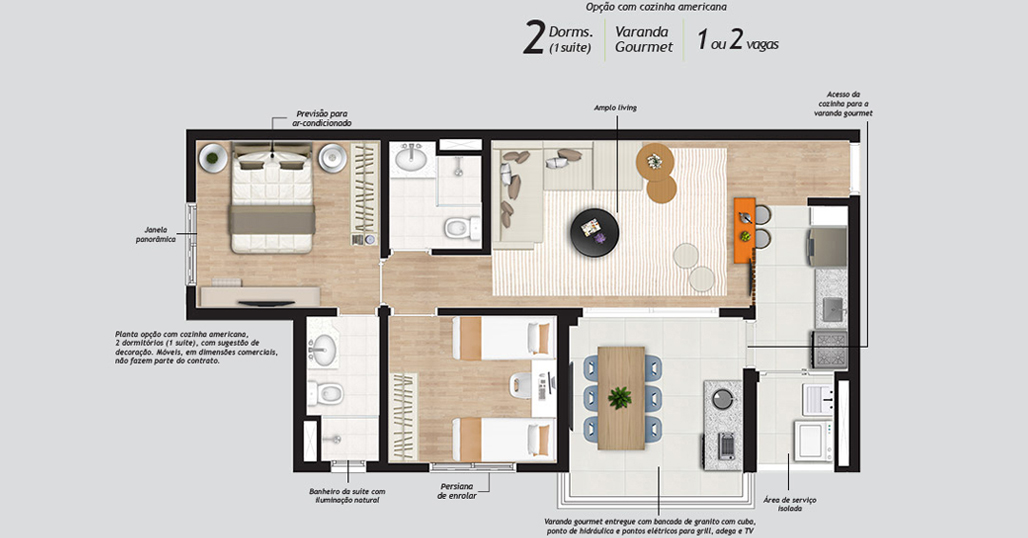 Opção com cozinha americana
2 Dorms.
(1 suíte)
Varanda
Gourmet
1 ou 2 vagas
Acesso da
cozinha para a
varanda gourmet
Previsão para
ar-condicionado
Amplo living
Janela
panorâmica
Planta opção com cozinha americana,
2 dormitórios (1 suíte), com sugestão de
decoração. Móveis, em dimensões comerciais,
não fazem parte do contrato.
Banheiro da suíte com
iluminação natural
Persiana
de enrolar
Área de serviço
isolada
Varanda gourmet entregue com bancada de granito com cuba,
ponto de hidráulica e pontos elétricos para grill, adega e TV